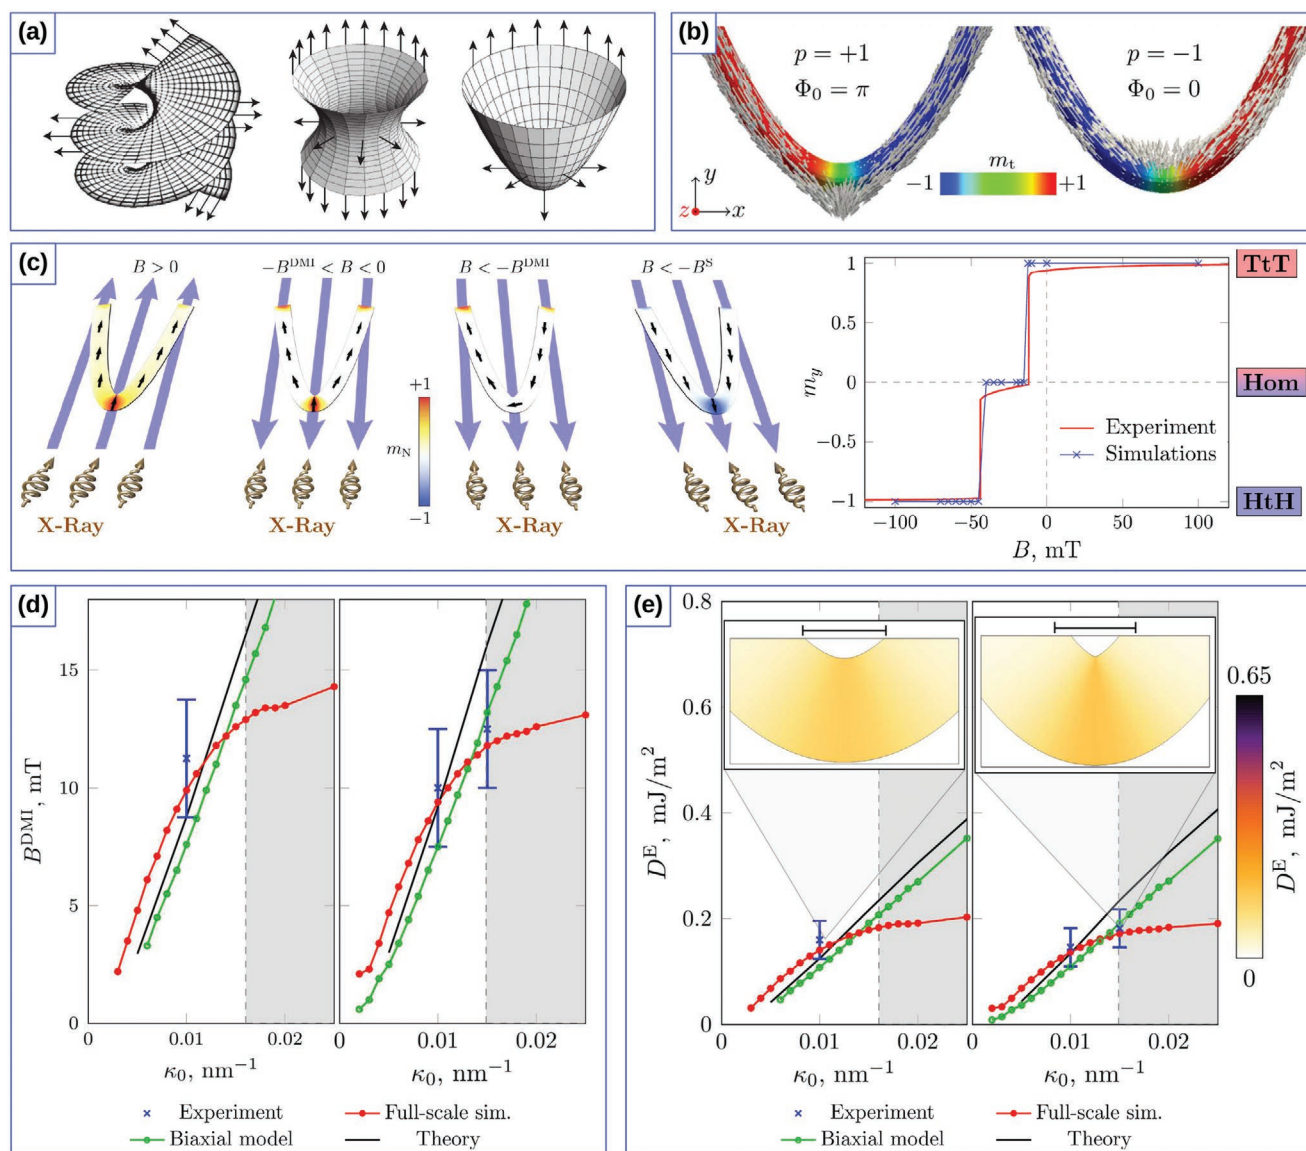 (a)
(b)
p = +1
Φ₀ = π
p = −1
Φ₀ = 0
mₜ
−1
+1
y
z
x
(c)
B > 0
−B^DMI < B < 0
B < −B^DMI
B < −B^S
+1
m_N
−1
X-Ray
X-Ray
X-Ray
X-Ray
1
0.5
0
−0.5
−1
m_y
Experiment
Simulations
−100
−50
0
50
100
B, mT
TtT
Hom
HtH
(d)
15
10
5
0
B^DMI, mT
0
0.01
0.02
0
0.01
0.02
κ₀, nm⁻¹
κ₀, nm⁻¹
Experiment
Full-scale sim.
Biaxial model
Theory
(e)
0.8
0.6
0.4
0.2
0
D^E, mJ/m²
0
0.01
0.02
0
0.01
0.02
κ₀, nm⁻¹
κ₀, nm⁻¹
0.65
D^E, mJ/m²
0
Experiment
Full-scale sim.
Biaxial model
Theory